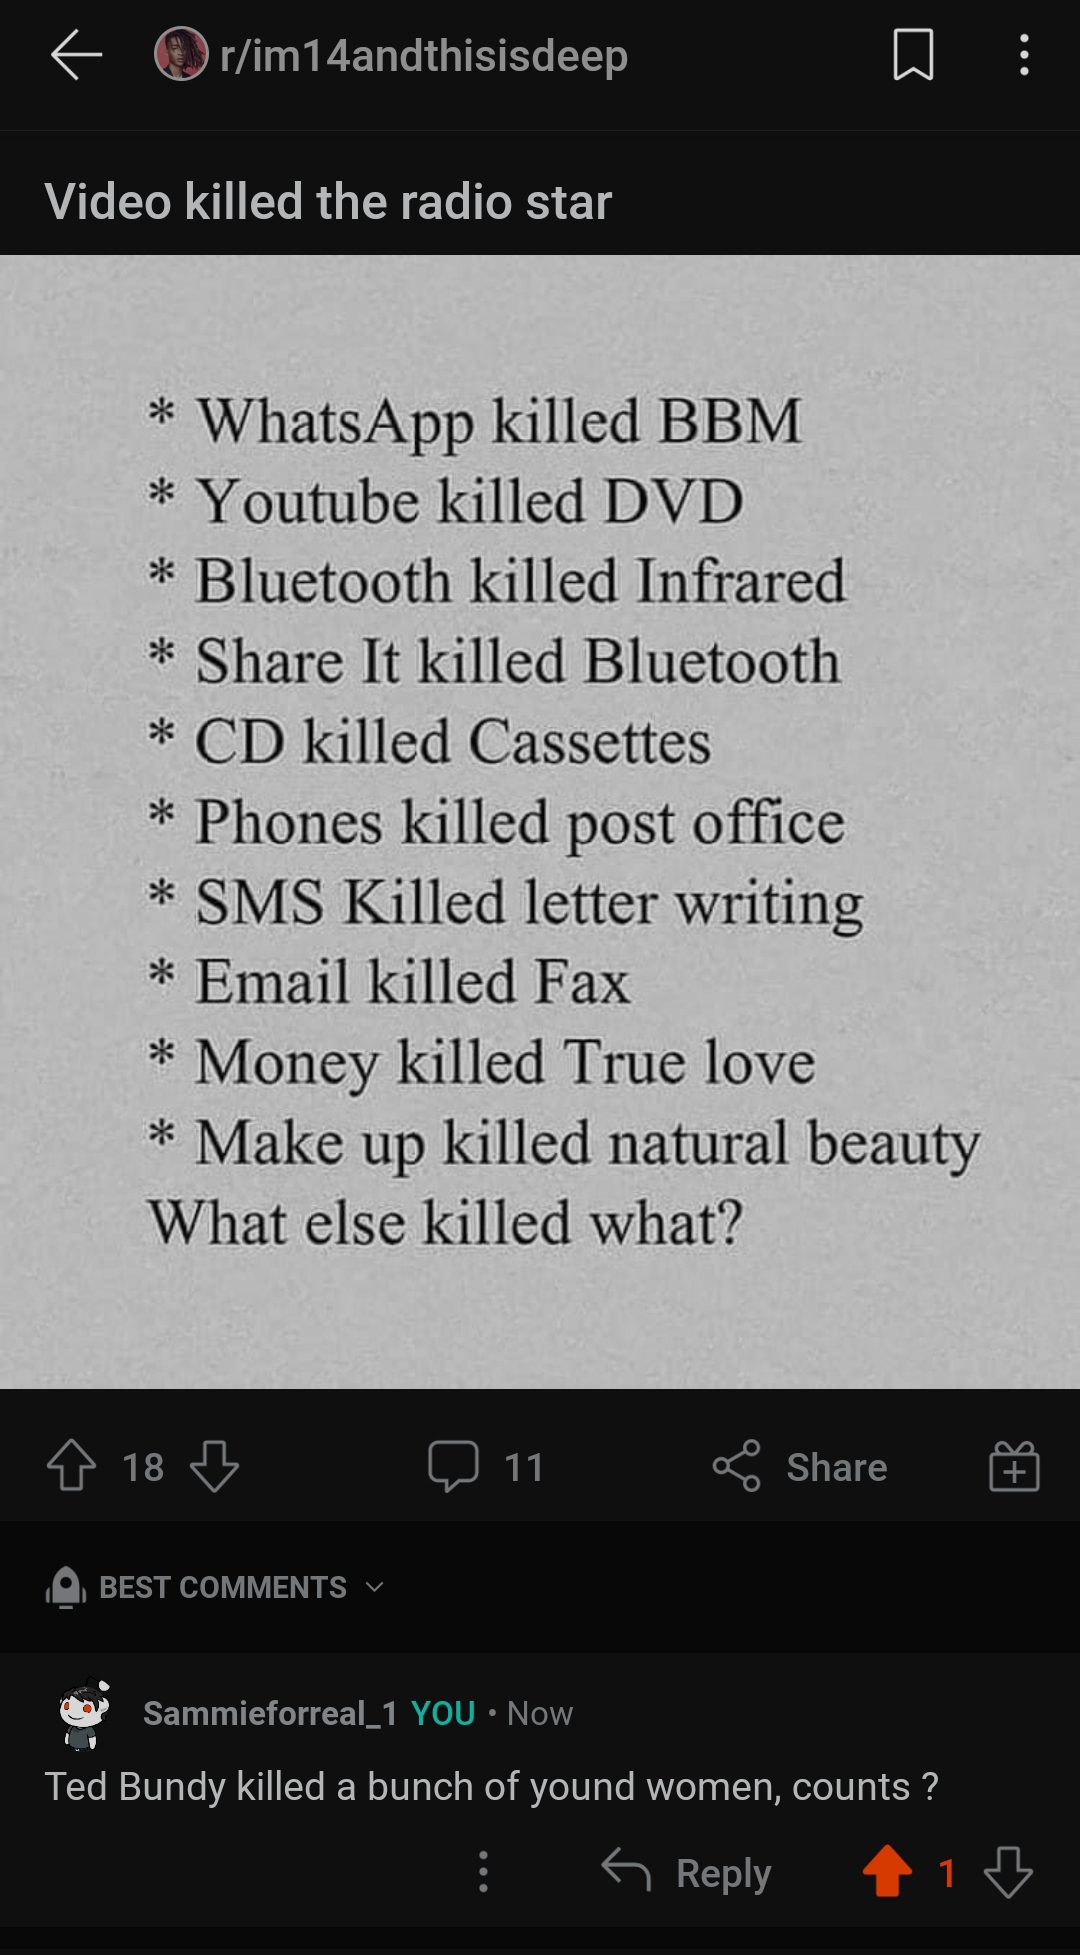 r/im14andthisisdeep
Video killed the radio star
* WhatsApp killed BBM
* Youtube killed DVD
* Bluetooth killed Infrared
* Share It killed Bluetooth
* CD killed Cassettes
* Phones killed post office
* SMS Killed letter writing
* Email killed Fax
* Money killed True love
* Make up killed natural beauty
What else killed what?
18 11 Share
BEST COMMENTS
Sammieforreal_1 YOU • Now
Ted Bundy killed a bunch of yound women, counts ?
Reply 1